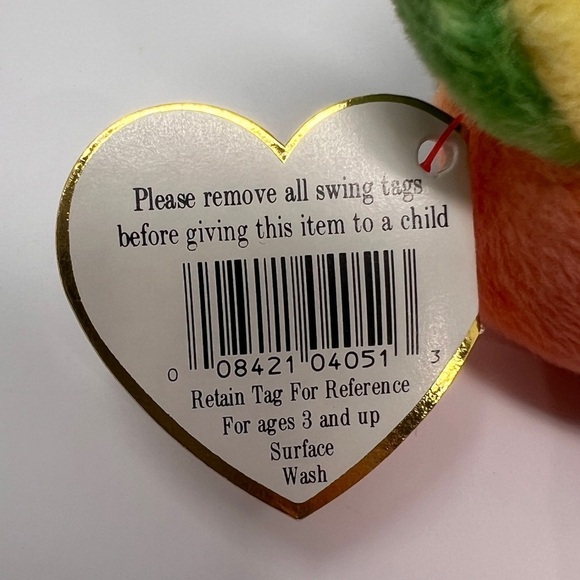 Please remove all swing tags
before giving this item to a child
0 08421 04051 3
Retain Tag For Reference
For ages 3 and up
Surface
Wash